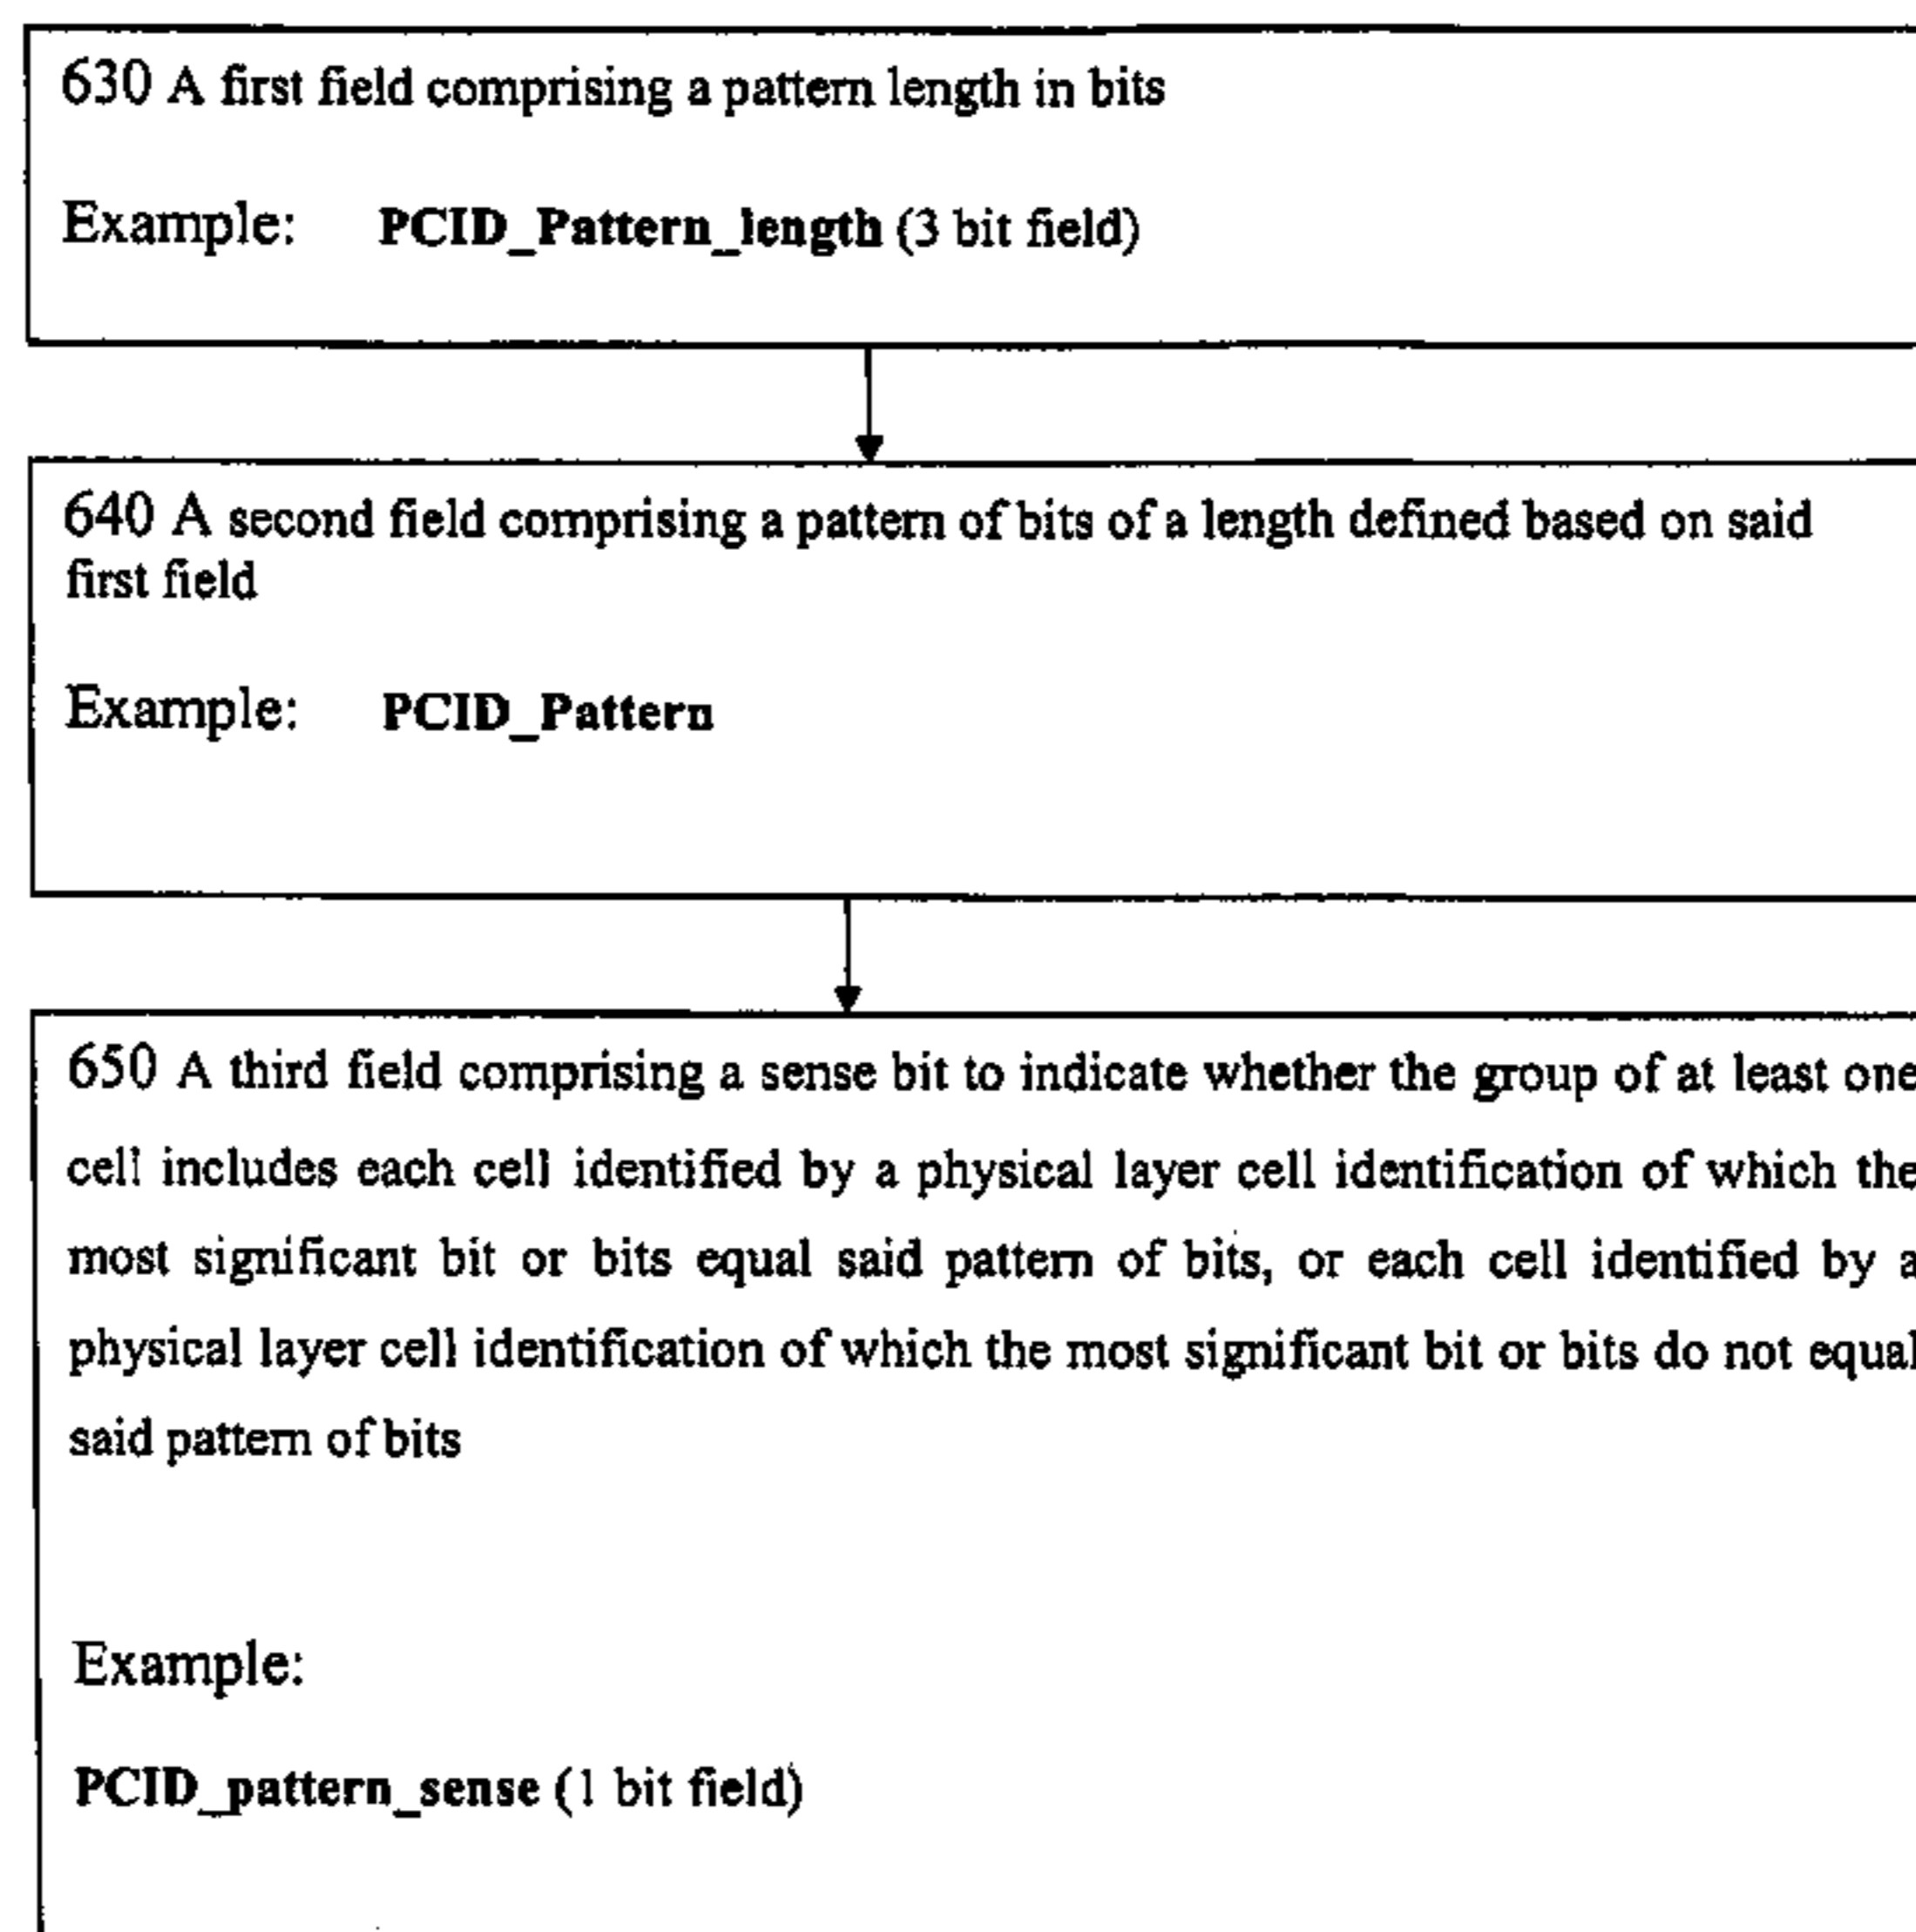 630 A first field comprising a pattern length in bits
Example: PCID_Pattern_length (3 bit field)
640 A second field comprising a pattern of bits of a length defined based on said
first field
Example: PCID_Pattern
650 A third field comprising a sense bit to indicate whether the group of at least one
cell includes each cell identified by a physical layer cell identification of which the
most significant bit or bits equal said pattern of bits, or each cell identified by a
physical layer cell identification of which the most significant bit or bits do not equal
said pattern of bits
Example:
PCID_pattern_sense (1 bit field)